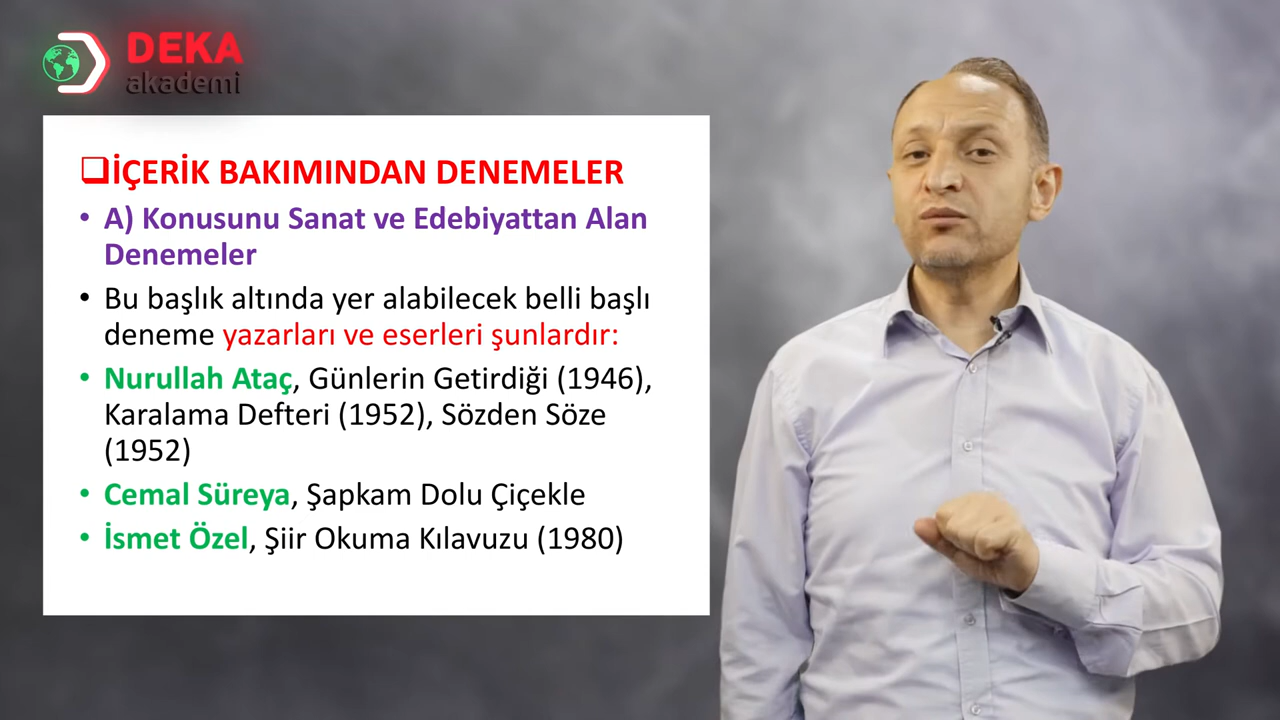 DEKA
akademi
İÇERİK BAKIMINDAN DENEMELER
• A) Konusunu Sanat ve Edebiyattan Alan
Denemeler
• Bu başlık altında yer alabilecek belli başlı
deneme yazarları ve eserleri şunlardır:
• Nurullah Ataç, Günlerin Getirdiği (1946),
Karalama Defteri (1952), Sözden Söze
(1952)
• Cemal Süreya, Şapkam Dolu Çiçekle
• İsmet Özel, Şiir Okuma Kılavuzu (1980)